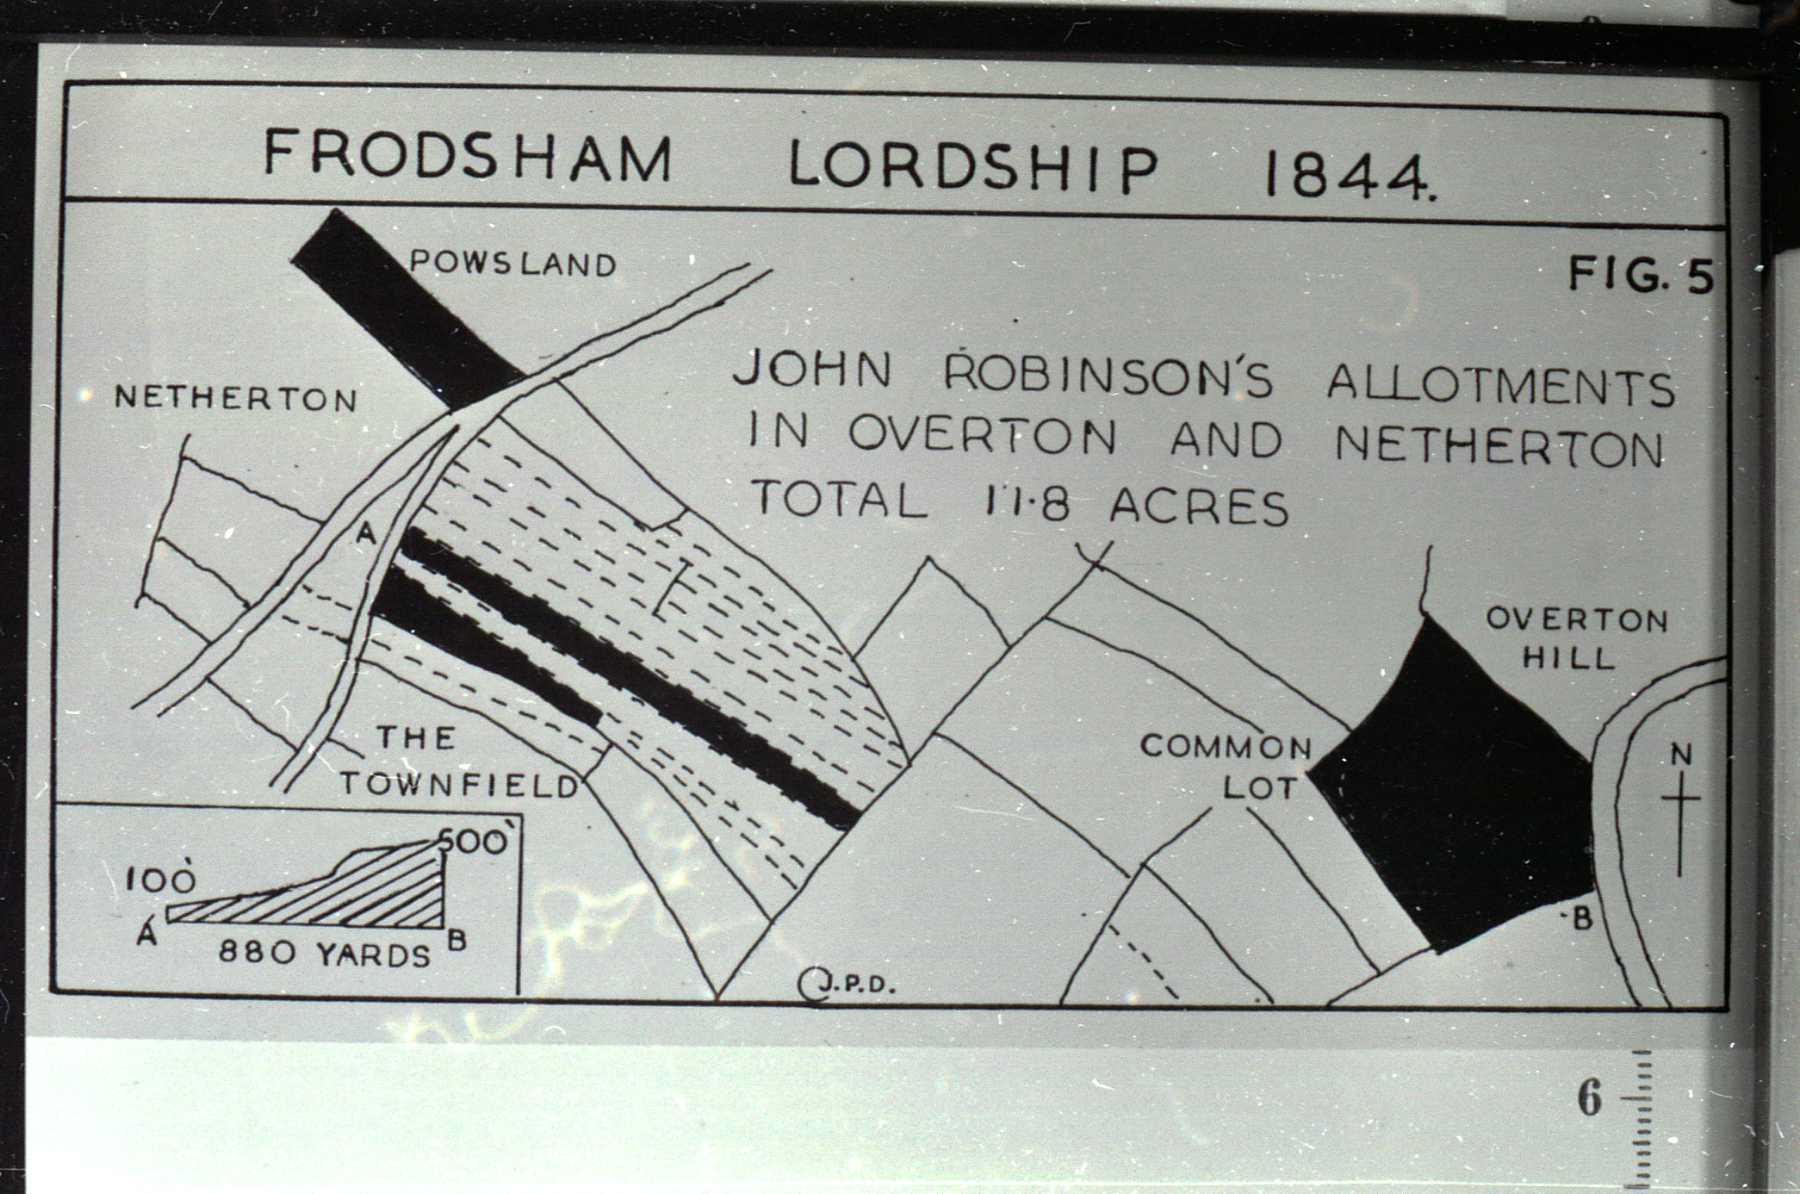 FRODSHAM LORDSHIP 1844.
FIG. 5
POWSLAND
NETHERTON
JOHN ROBINSON'S ALLOTMENTS
IN OVERTON AND NETHERTON
TOTAL 11·8 ACRES
A
OVERTON
HILL
COMMON
LOT
N
THE
TOWNFIELD
500'
100'
A
880 YARDS
B
B
J.P.D.
6